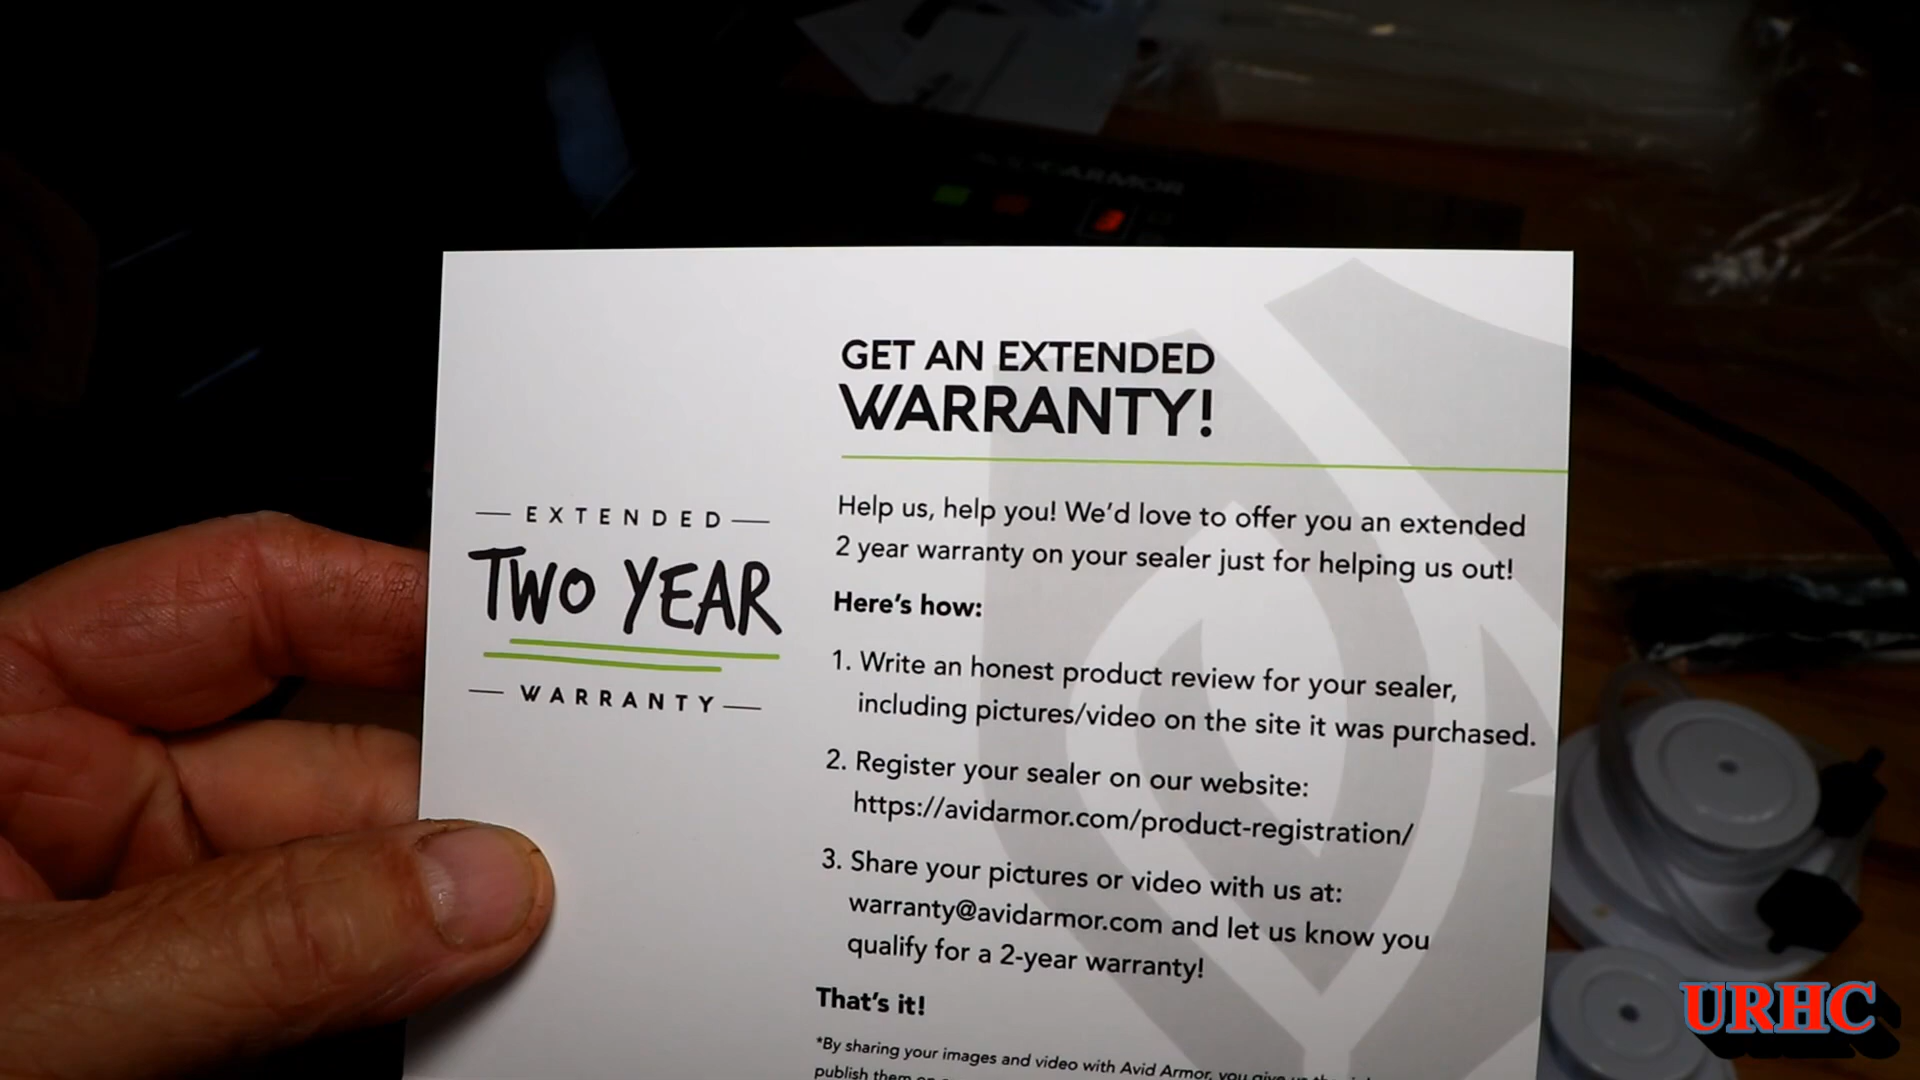 ARMOR
3
GET AN EXTENDED
WARRANTY!
EXTENDED
TWO YEAR
WARRANTY
Help us, help you! We'd love to offer you an extended
2 year warranty on your sealer just for helping us out!
Here's how:
1. Write an honest product review for your sealer,
including pictures/video on the site it was purchased.
2. Register your sealer on our website:
https://avidarmor.com/product-registration/
3. Share your pictures or video with us at:
warranty@avidarmor.com and let us know you
qualify for a 2-year warranty!
That's it!
*By sharing your images and video with Avid Armor, you give us the
publish them
URHC